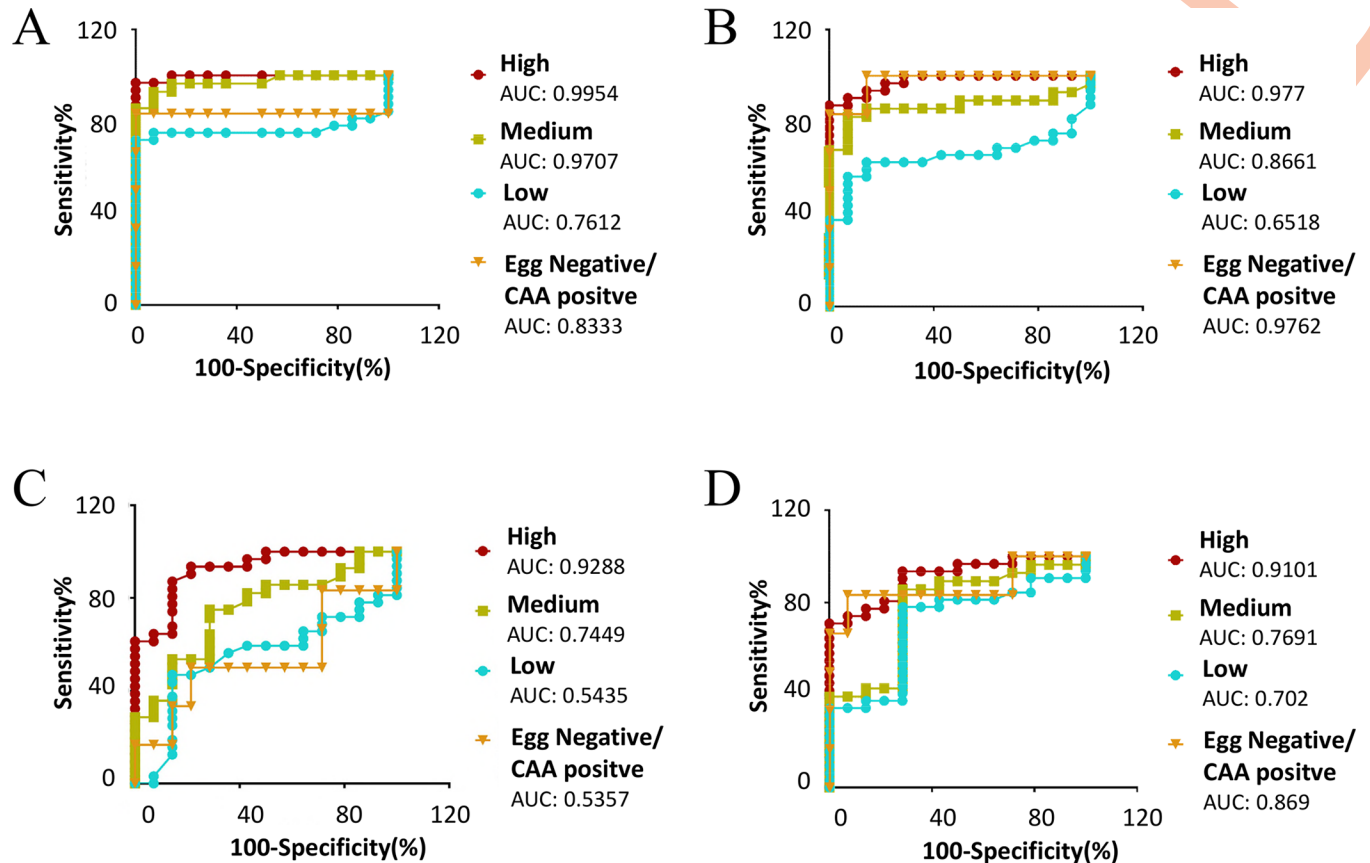 A
120
80
40
0
Sensitivity%
0 40 80 120
100-Specificity(%)
High
AUC: 0.9954
Medium
AUC: 0.9707
Low
AUC: 0.7612
Egg Negative/
CAA positve
AUC: 0.8333
B
120
80
40
0
Sensitivity%
0 40 80 120
100-Specificity(%)
High
AUC: 0.977
Medium
AUC: 0.8661
Low
AUC: 0.6518
Egg Negative/
CAA positve
AUC: 0.9762
C
120
80
40
0
Sensitivity%
0 40 80 120
100-Specificity(%)
High
AUC: 0.9288
Medium
AUC: 0.7449
Low
AUC: 0.5435
Egg Negative/
CAA positve
AUC: 0.5357
D
120
80
40
0
Sensitivity%
0 40 80 120
100-Specificity(%)
High
AUC: 0.9101
Medium
AUC: 0.7691
Low
AUC: 0.702
Egg Negative/
CAA positve
AUC: 0.869